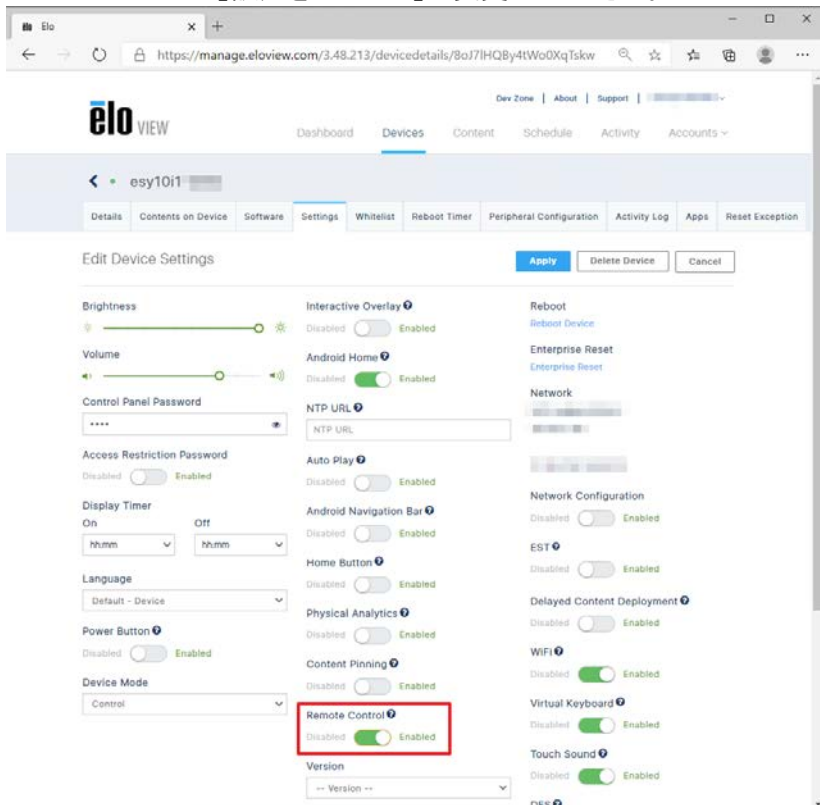 Elo
https://manage.eloview.com/3.48.213/devicedetails/8oJ7lHQBy4tWo0XqTskw
Dev Zone | About | Support |
elo VIEW
Dashboard Devices Content Schedule Activity Accounts
esy10i1
Details Contents on Device Software Settings Whitelist Reboot Timer Peripheral Configuration Activity Log Apps Reset Exception
Edit Device Settings
Apply Delete Device Cancel
Brightness
Volume
Control Panel Password
••••
Access Restriction Password
Disabled Enabled
Display Timer
On Off
hh:mm hh:mm
Language
Default - Device
Power Button
Disabled Enabled
Device Mode
Control
Interactive Overlay
Disabled Enabled
Android Home
Disabled Enabled
NTP URL
NTP URL
Auto Play
Disabled Enabled
Android Navigation Bar
Disabled Enabled
Home Button
Disabled Enabled
Physical Analytics
Disabled Enabled
Content Pinning
Disabled Enabled
Remote Control
Disabled Enabled
Version
-- Version --
Reboot
Reboot Device
Enterprise Reset
Enterprise Reset
Network
Network Configuration
Disabled Enabled
EST
Disabled Enabled
Delayed Content Deployment
Disabled Enabled
WiFi
Disabled Enabled
Virtual Keyboard
Disabled Enabled
Touch Sound
Disabled Enabled